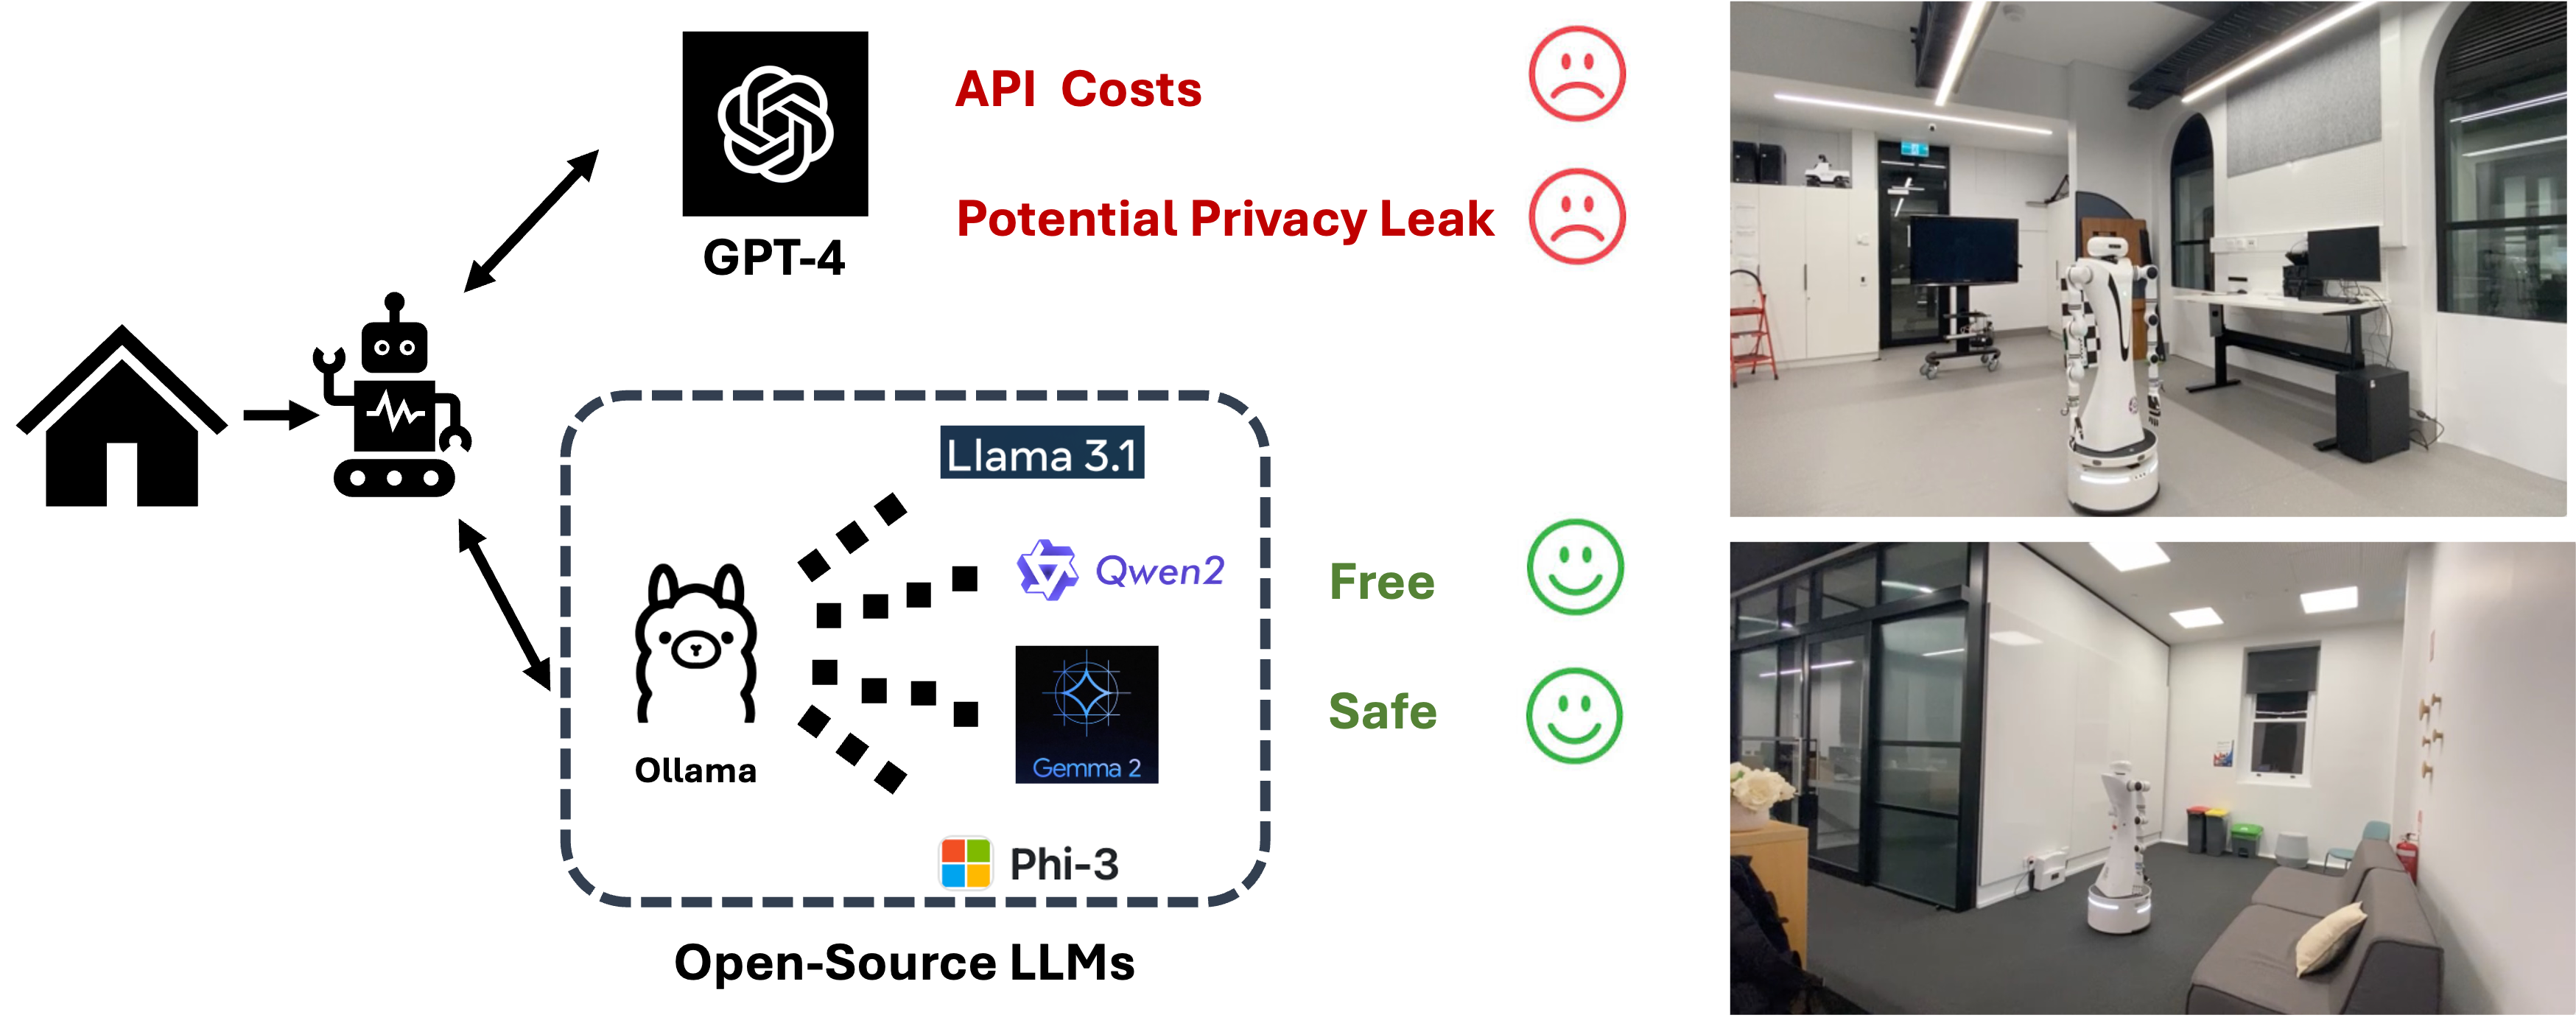 API Costs
Potential Privacy Leak
GPT-4
Llama 3.1
Qwen2
Free
Gemma 2
Safe
Ollama
Phi-3
Open-Source LLMs